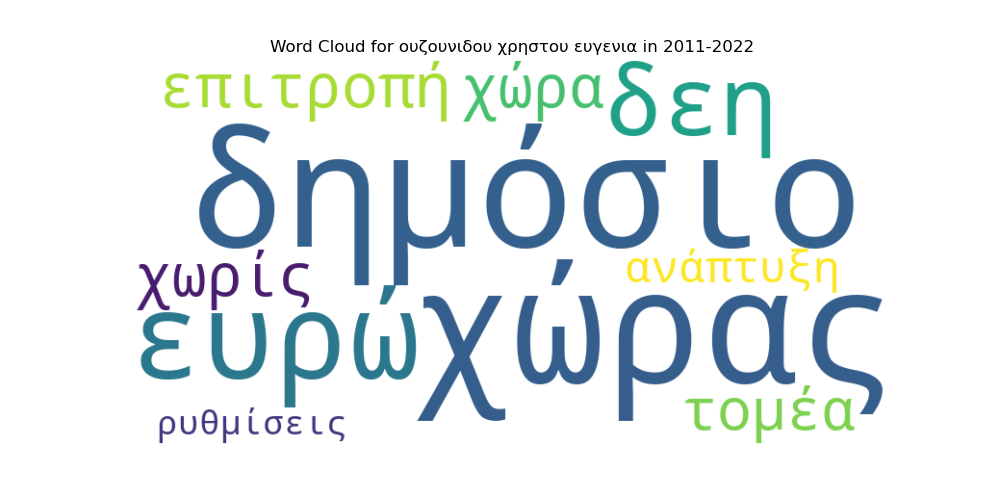 Word Cloud for ουζουνιδου χρηστου ευγενια in 2011-2022
επιτροπή χώρα δεη
δημόσιο
χωρίς ανάπτυξη
ευρώ χώρας
ρυθμίσεις τομέα